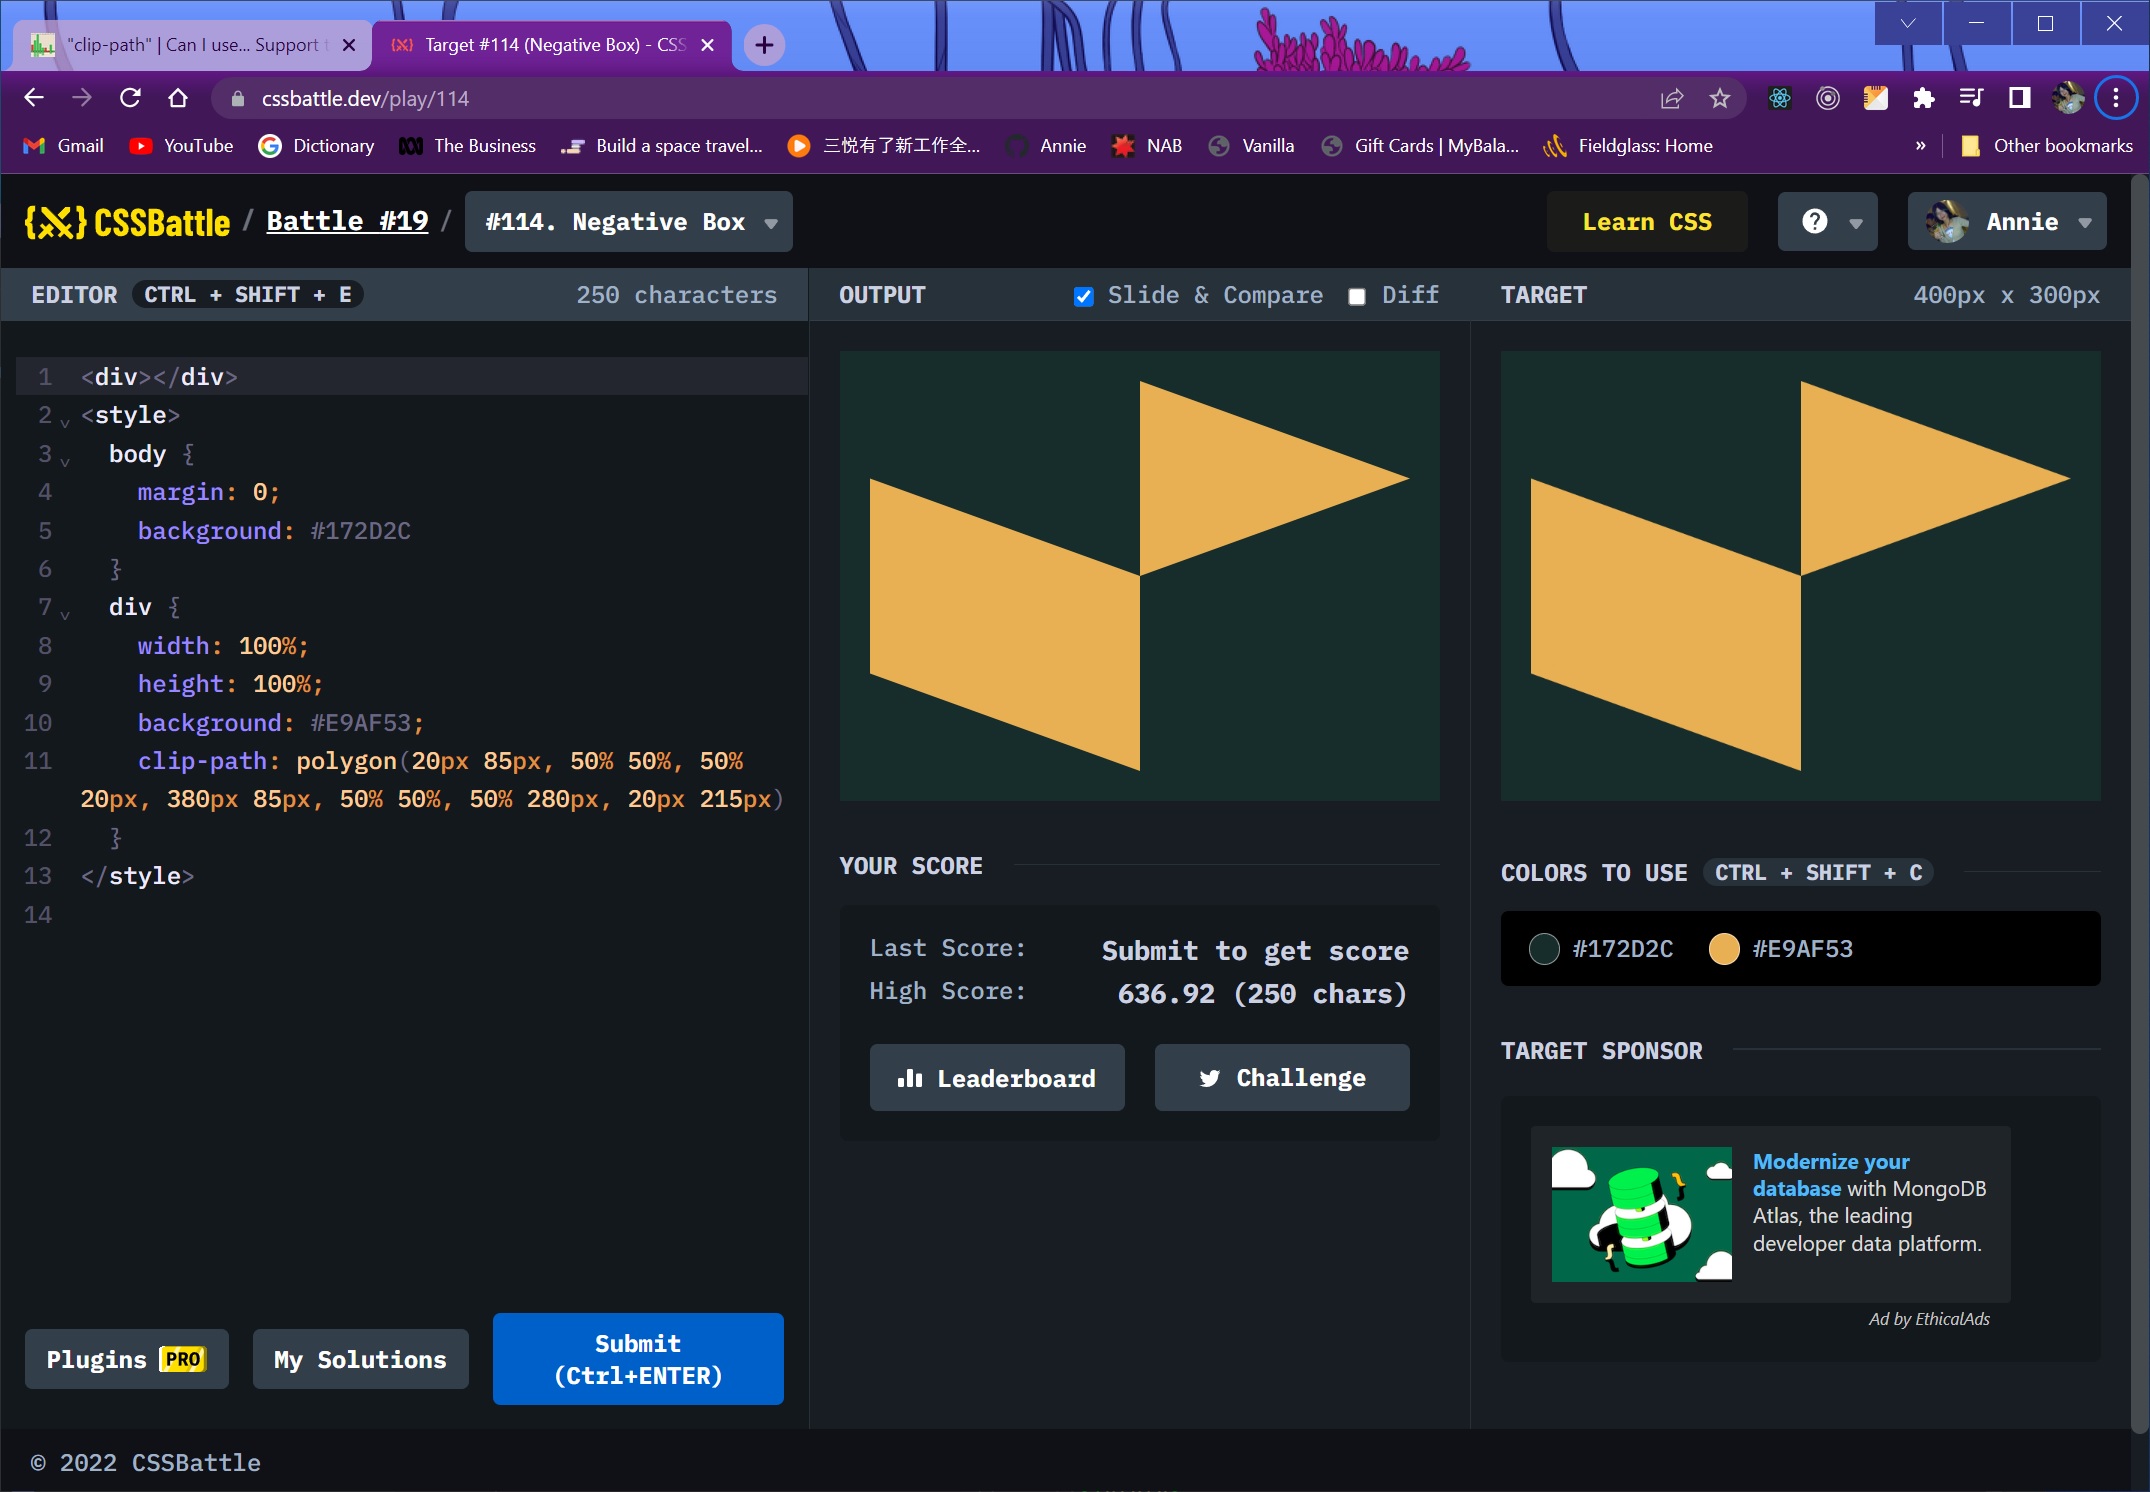 "clip-path" | Can I use... Support t
Target #114 (Negative Box) - CSS
cssbattle.dev/play/114
Gmail
YouTube
Dictionary
The Business
Build a space travel...
三悦有了新工作全...
Annie
NAB
Vanilla
Gift Cards | MyBala...
Fieldglass: Home
»
Other bookmarks
{X} CSSBattle / Battle #19 / #114. Negative Box
Learn CSS
?
Annie
EDITOR CTRL + SHIFT + E
250 characters
OUTPUT
Slide & Compare
Diff
TARGET
400px x 300px
1 <div></div>
2 <style>
3 body {
4 margin: 0;
5 background: #172D2C
6 }
7 div {
8 width: 100%;
9 height: 100%;
10 background: #E9AF53;
11 clip-path: polygon(20px 85px, 50% 50%, 50%
20px, 380px 85px, 50% 50%, 50% 280px, 20px 215px)
12 }
13 </style>
14
YOUR SCORE
Last Score: Submit to get score
High Score: 636.92 (250 chars)
Leaderboard
Challenge
COLORS TO USE CTRL + SHIFT + C
#172D2C
#E9AF53
TARGET SPONSOR
Modernize your
database with MongoDB
Atlas, the leading
developer data platform.
Ad by EthicalAds
Plugins PRO
My Solutions
Submit
(Ctrl+ENTER)
© 2022 CSSBattle